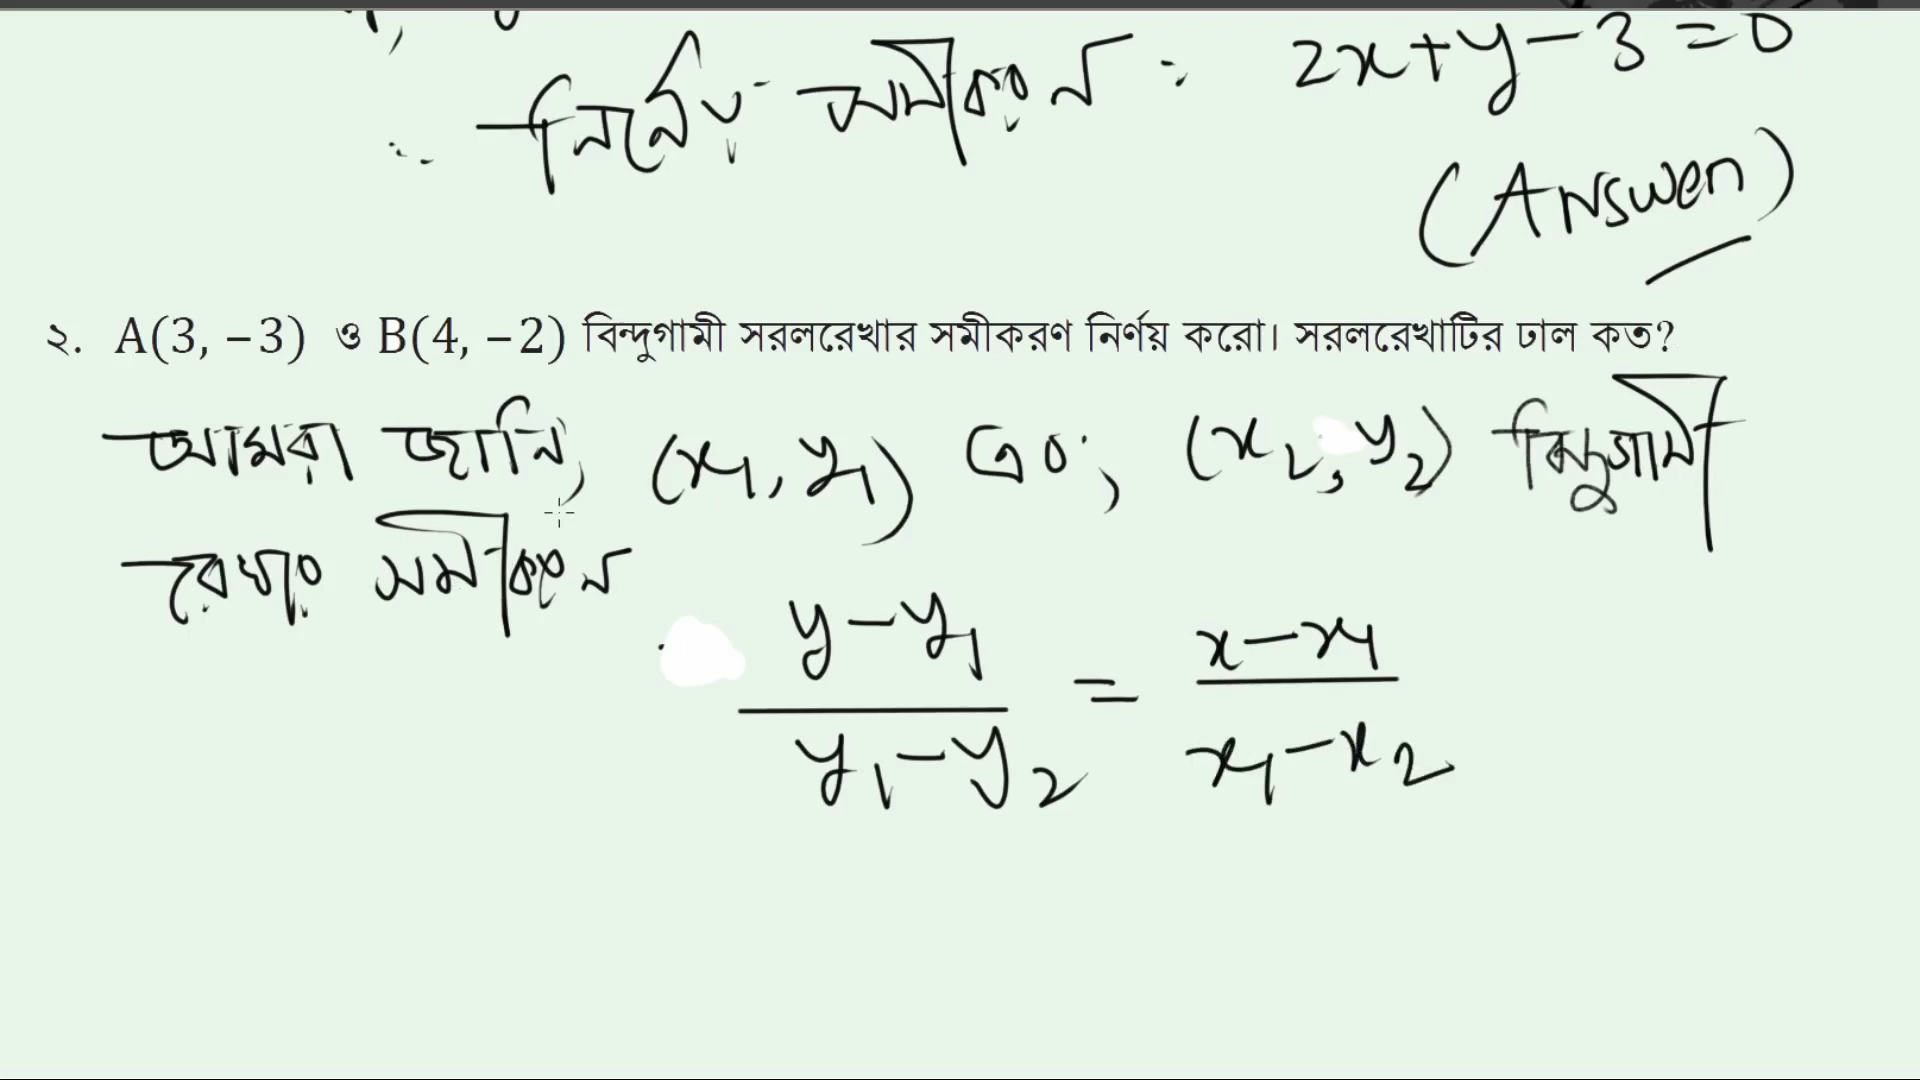 ∴ নির্ণেয় সমীকরণ : 2x+y-3=0
(Answer)
২. A(3, −3) ও B(4, −2) বিন্দুগামী সরলরেখার সমীকরণ নির্ণয় করো। সরলরেখাটির ঢাল কত?
আমরা জানি, (x₁, y₁) এবং (x₂, y₂) বিন্দুগামী
রেখার সমীকরণ
y-y₁ / y₁-y₂ = x-x₁ / x₁-x₂